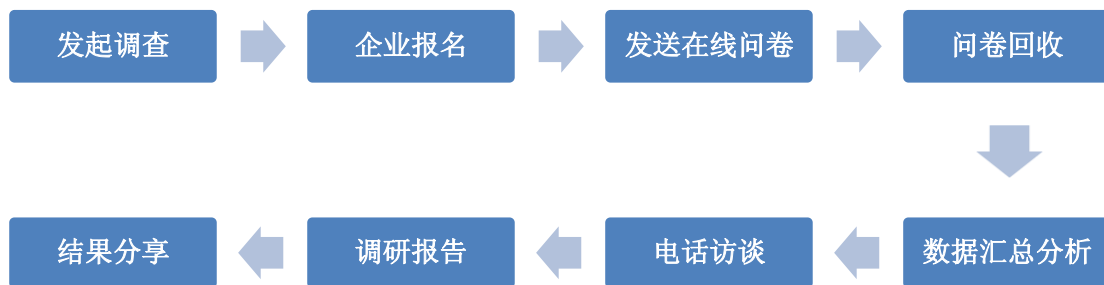 发起调查
企业报名
发送在线问卷
问卷回收
数据汇总分析
电话访谈
调研报告
结果分享